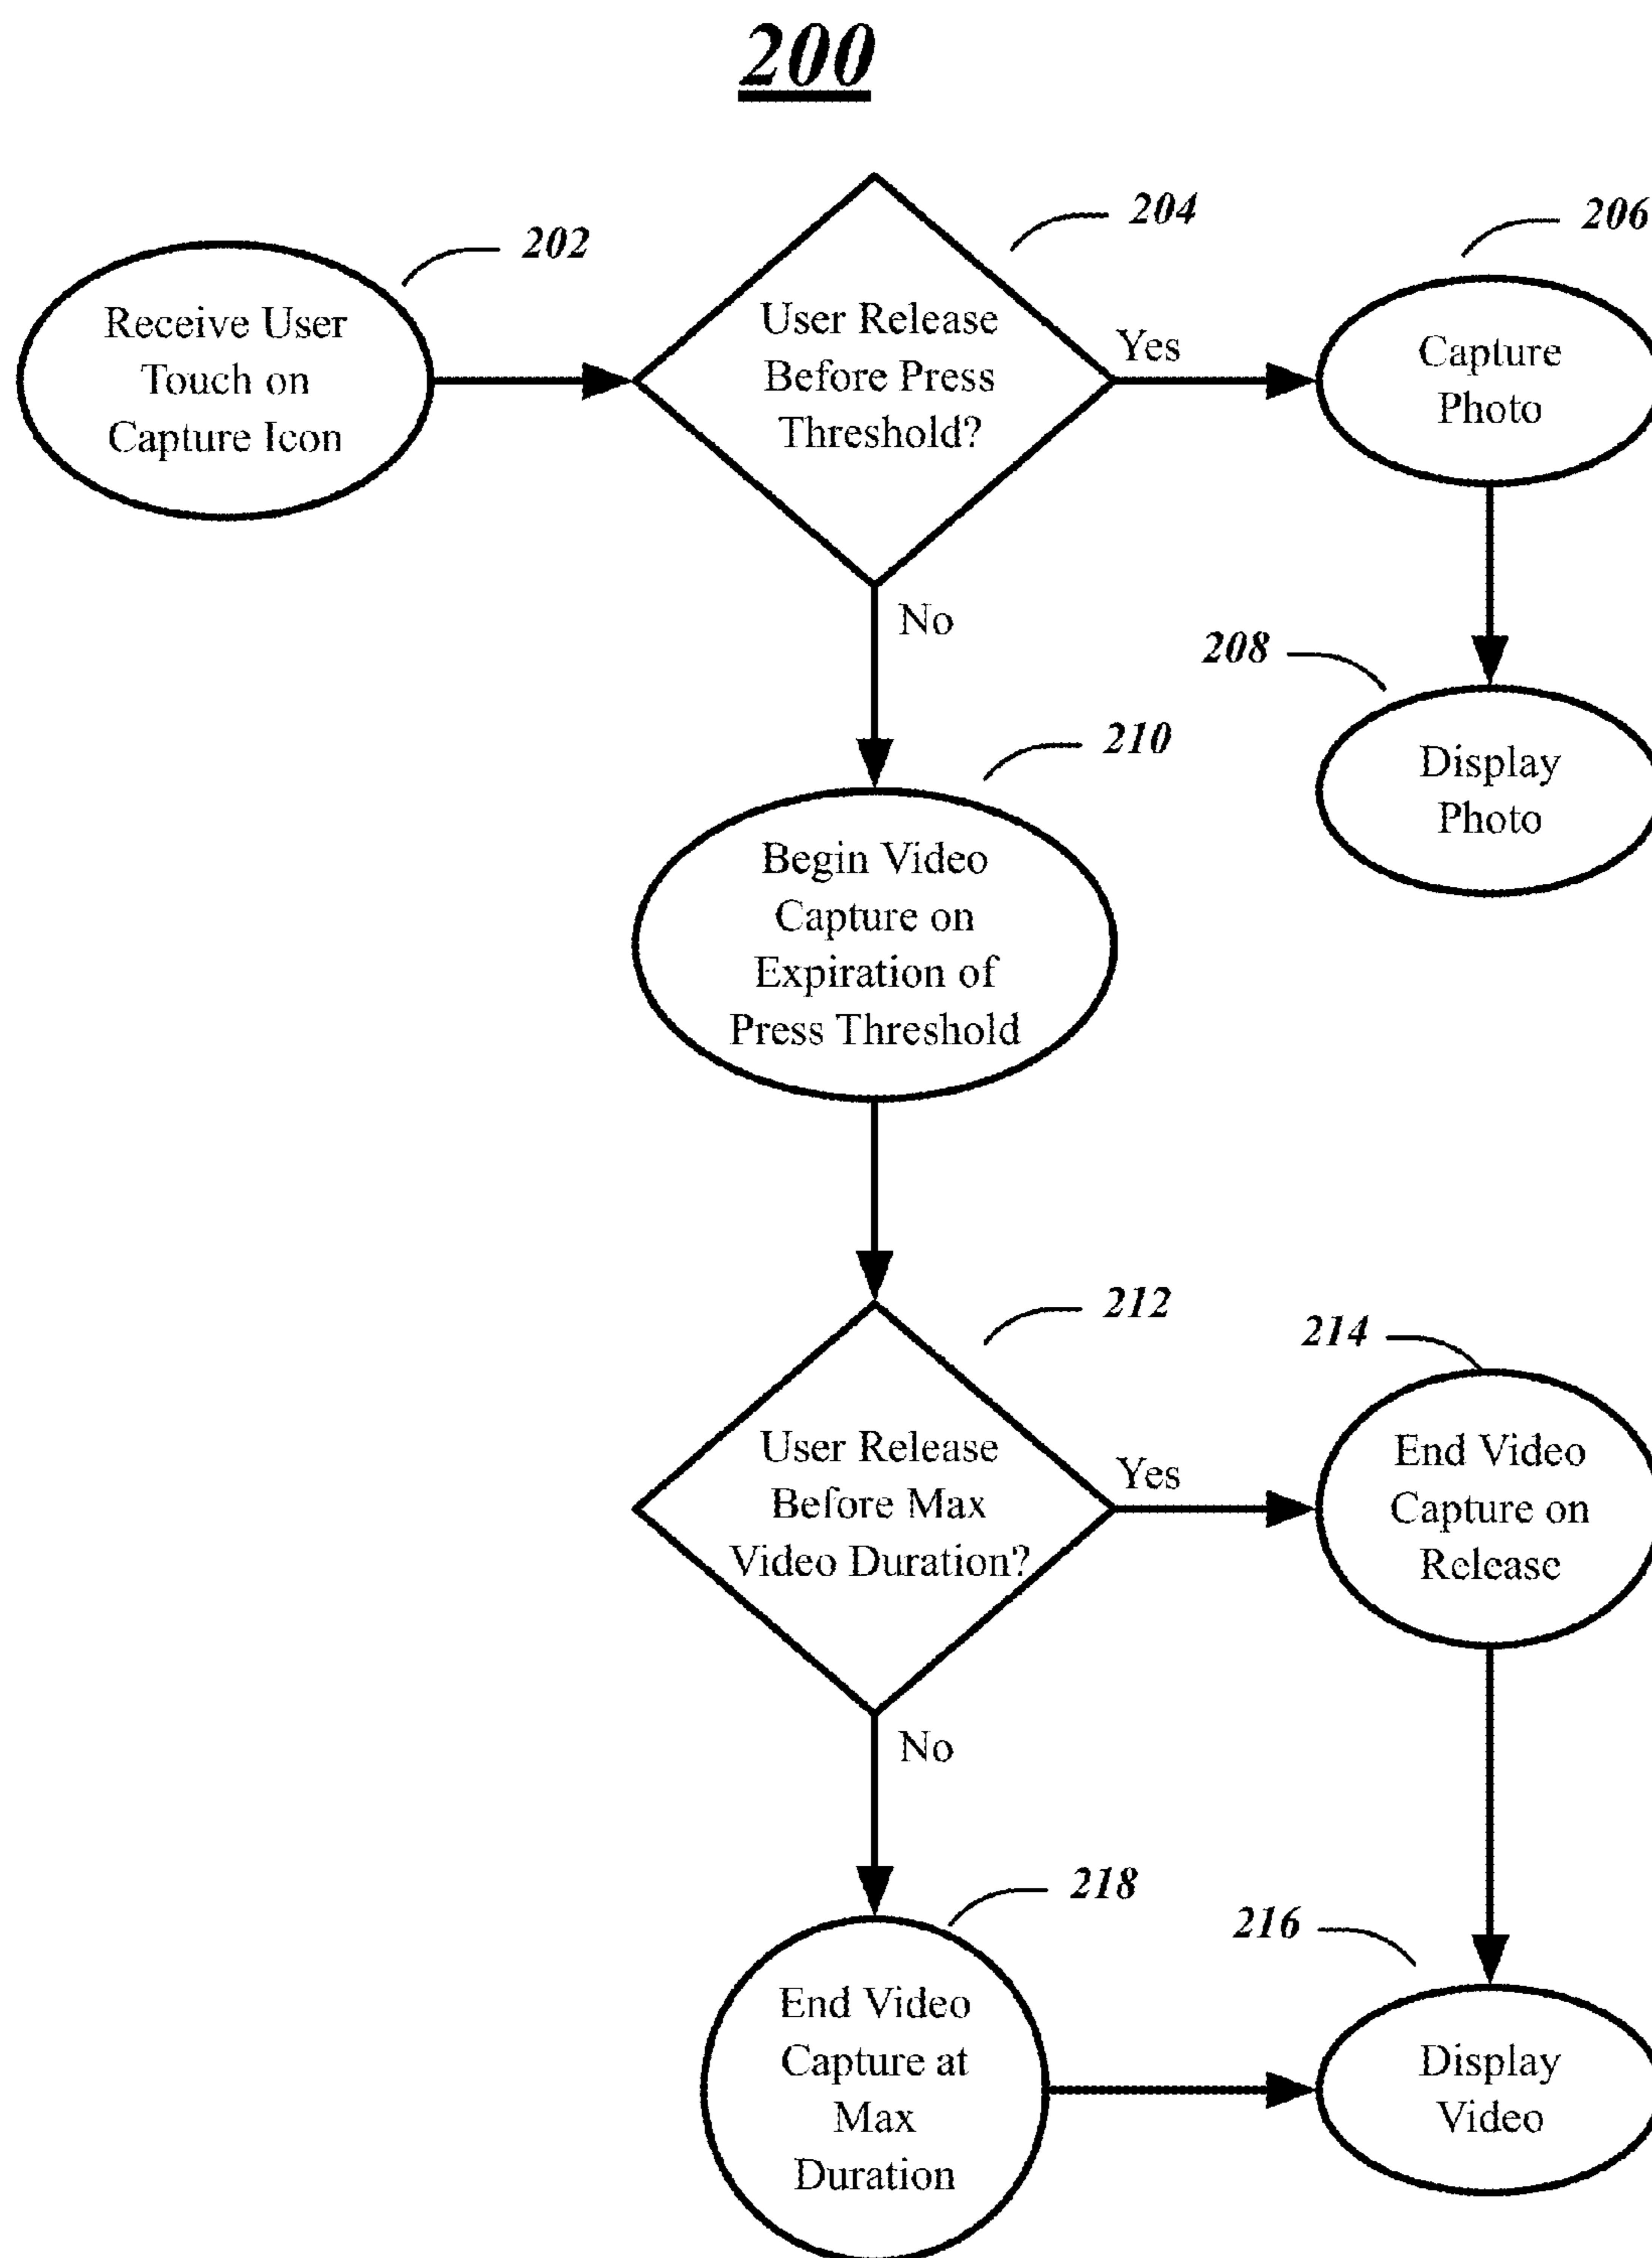 200
202
Receive User
Touch on
Capture Icon
204
User Release
Before Press
Threshold?
Yes
206
Capture
Photo
No
208
Display
Photo
210
Begin Video
Capture on
Expiration of
Press Threshold
212
User Release
Before Max
Video Duration?
Yes
214
End Video
Capture on
Release
No
218
End Video
Capture at
Max
Duration
216
Display
Video